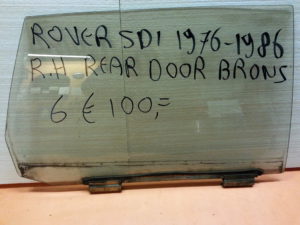 ROVER SD1 1976-1986
R.H. REAR DOOR BRONS
6 € 100,=